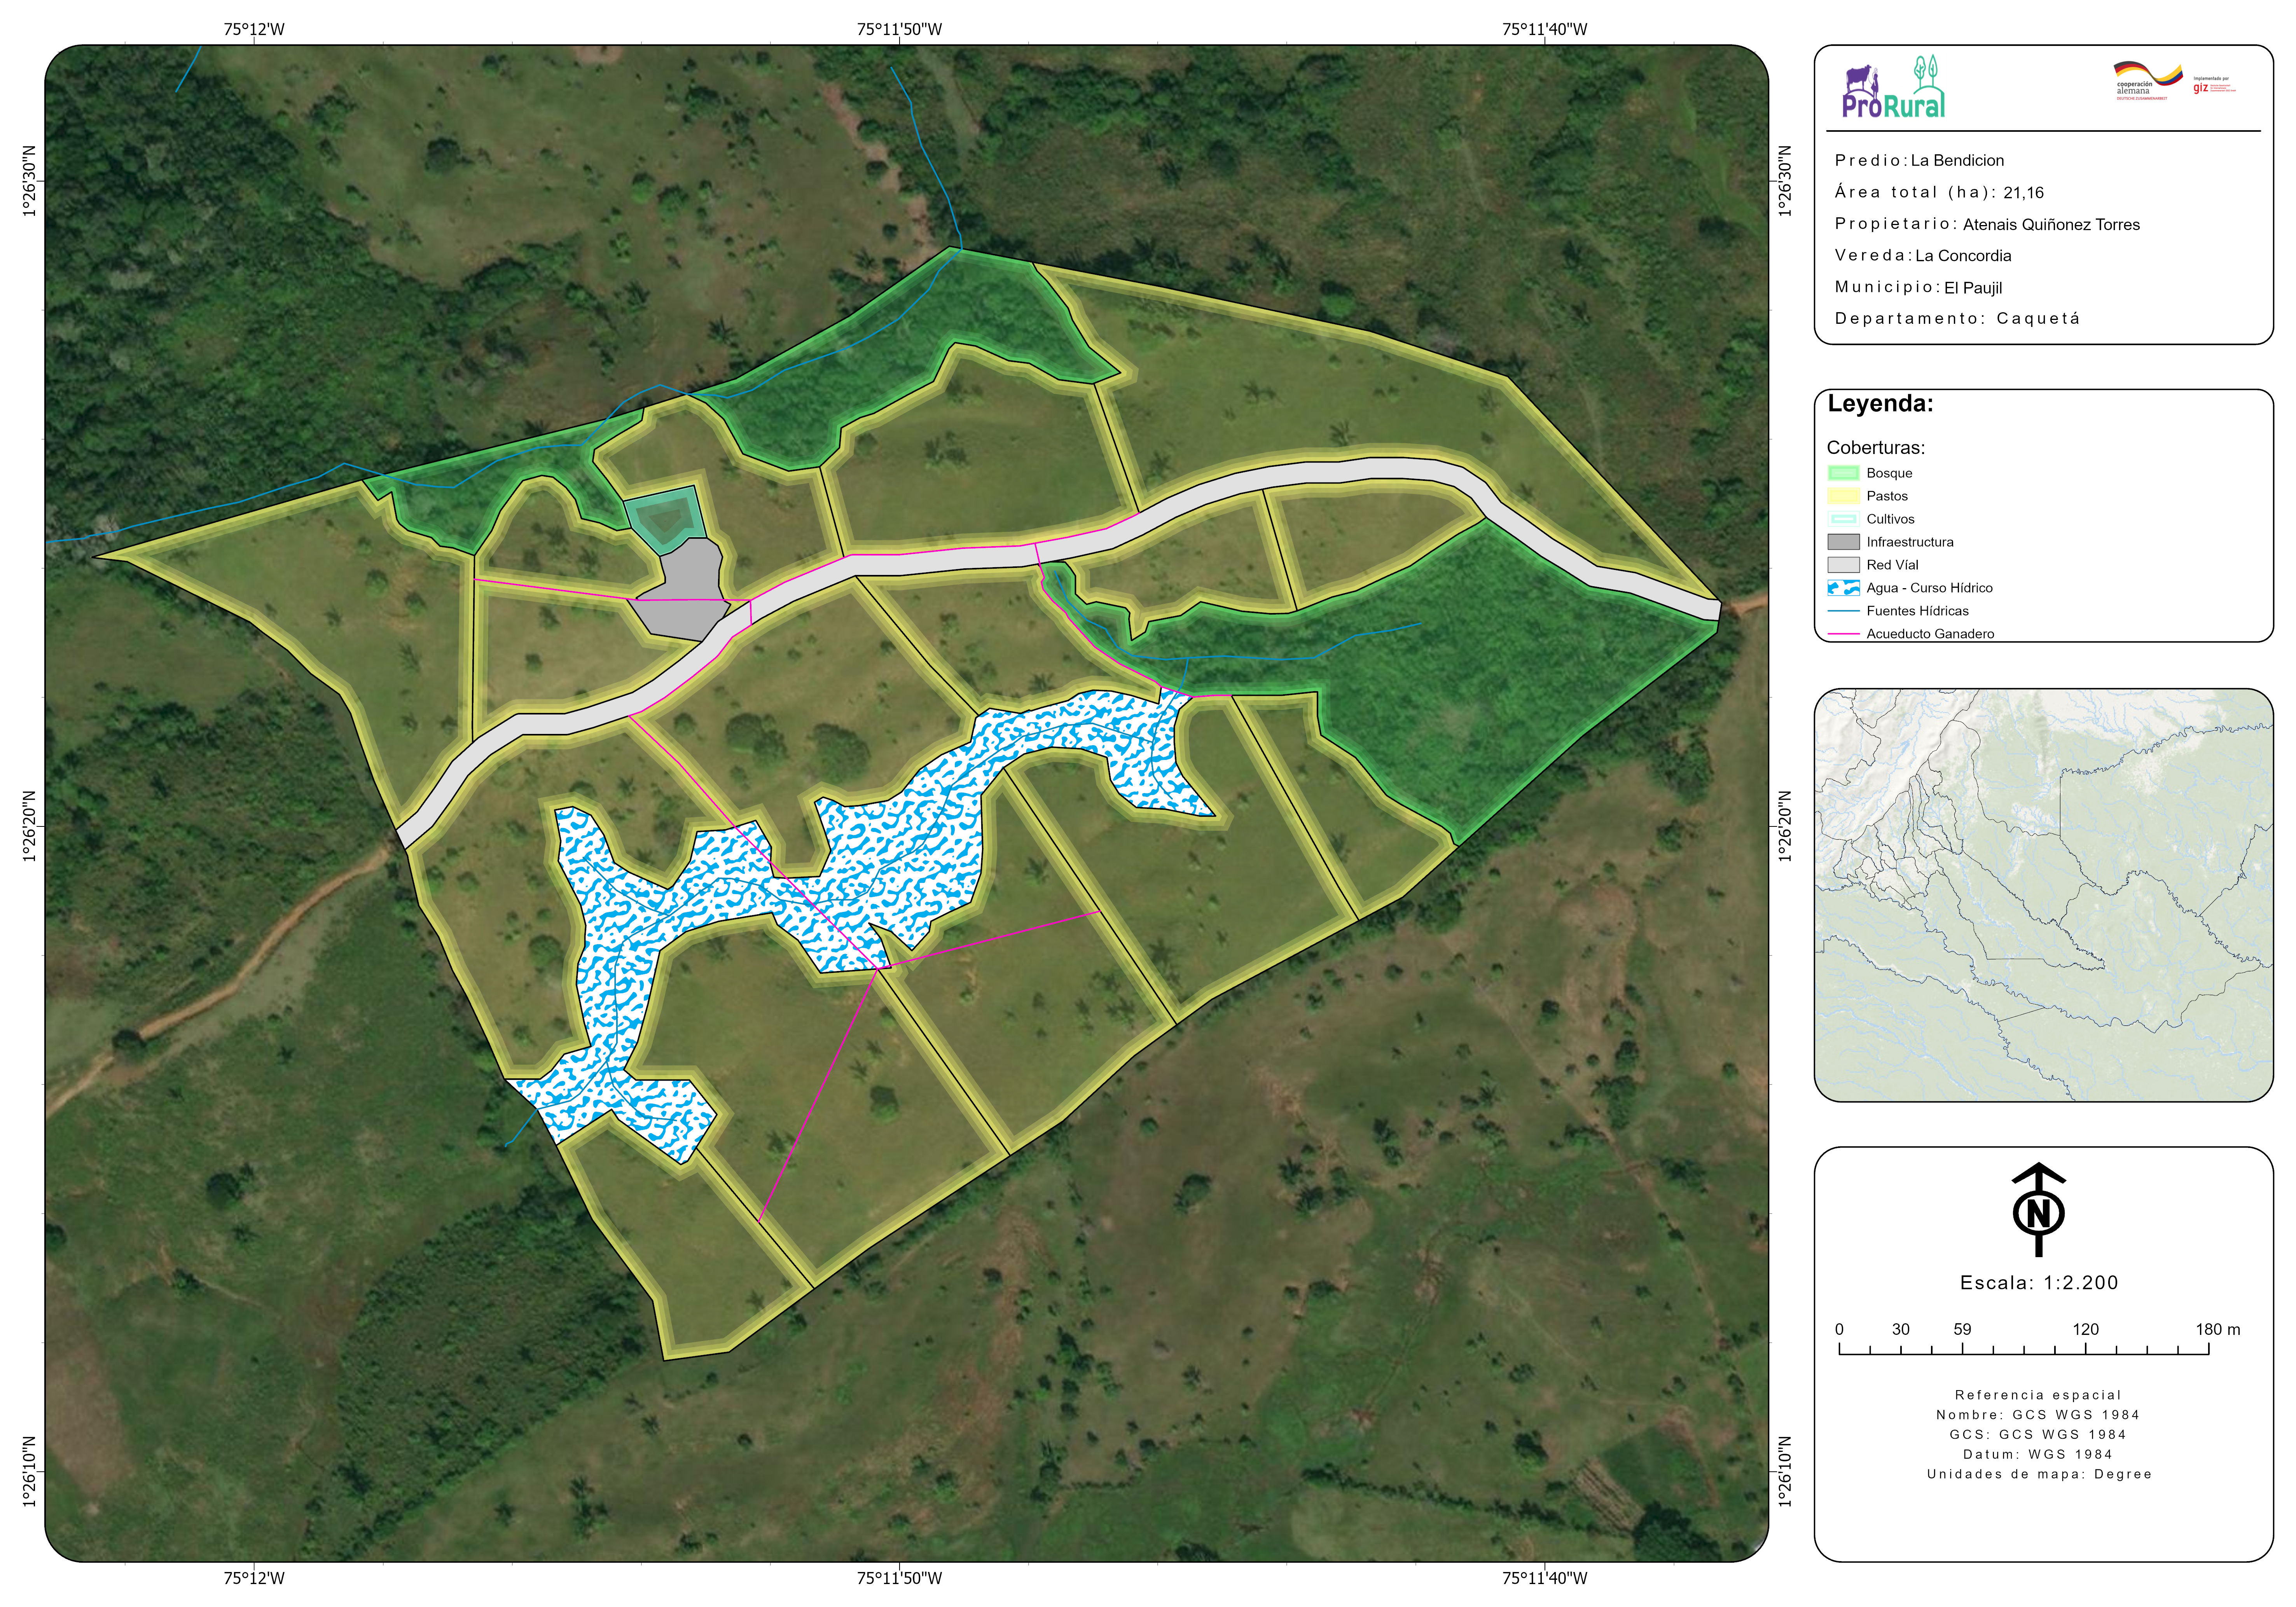 75°12'W
75°11'50"W
75°11'40"W
1°26'30"N
1°26'30"N
1°26'20"N
1°26'20"N
1°26'10"N
1°26'10"N
75°12'W
75°11'50"W
75°11'40"W
ProRural
cooperación
alemana
DEUTSCHE ZUSAMMENARBEIT
Implementada por
giz
Predio: La Bendicion
Área total (ha): 21,16
Propietario: Atenais Quiñonez Torres
Vereda: La Concordia
Municipio: El Paujil
Departamento: Caquetá
Leyenda:
Coberturas:
Bosque
Pastos
Cultivos
Infraestructura
Red Víal
Agua - Curso Hídrico
Fuentes Hídricas
Acueducto Ganadero
N
Escala: 1:2.200
0 30 59 120 180 m
Referencia espacial
Nombre: GCS WGS 1984
GCS: GCS WGS 1984
Datum: WGS 1984
Unidades de mapa: Degree